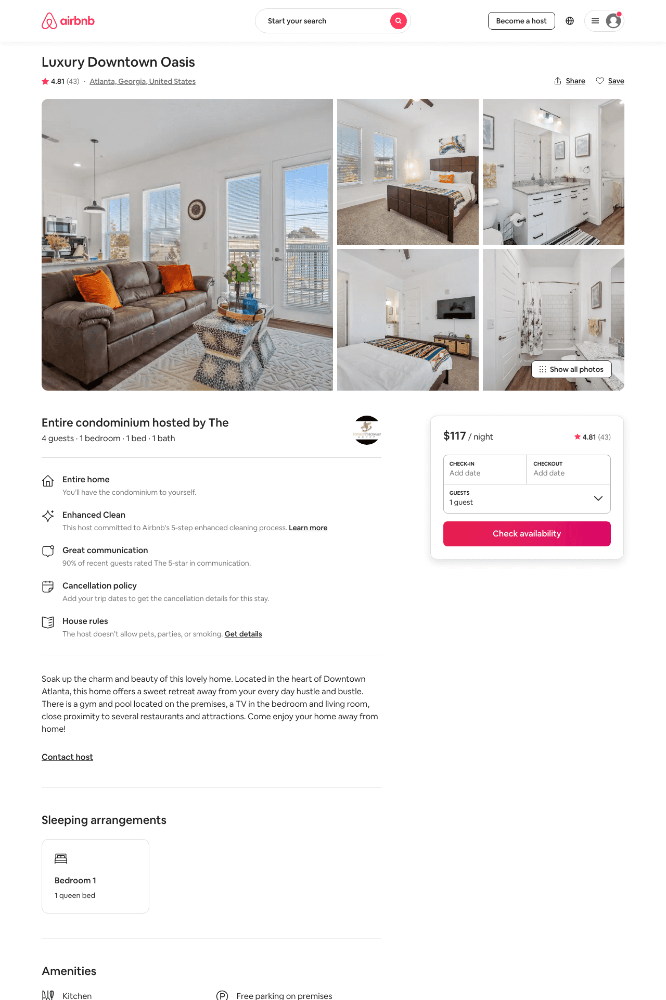 airbnb
Start your search
Become a host
Luxury Downtown Oasis
4.81 (43) · Atlanta, Georgia, United States
Share
Save
Show all photos
Entire condominium hosted by The
4 guests · 1 bedroom · 1 bed · 1 bath
$117 / night
4.81 (43)
CHECK-IN
Add date
CHECKOUT
Add date
GUESTS
1 guest
Check availability
Entire home
You’ll have the condominium to yourself.
Enhanced Clean
This host committed to Airbnb's 5-step enhanced cleaning process. Learn more
Great communication
90% of recent guests rated The 5-star in communication.
Cancellation policy
Add your trip dates to get the cancellation details for this stay.
House rules
The host doesn’t allow pets, parties, or smoking. Get details
Soak up the charm and beauty of this lovely home. Located in the heart of Downtown
Atlanta, this home offers a sweet retreat away from your every day hustle and bustle.
There is a gym and pool located on the premises, a TV in the bedroom and living room,
close proximity to several restaurants and attractions. Come enjoy your home away from
home!
Contact host
Sleeping arrangements
Bedroom 1
1 queen bed
Amenities
Kitchen
Free parking on premises